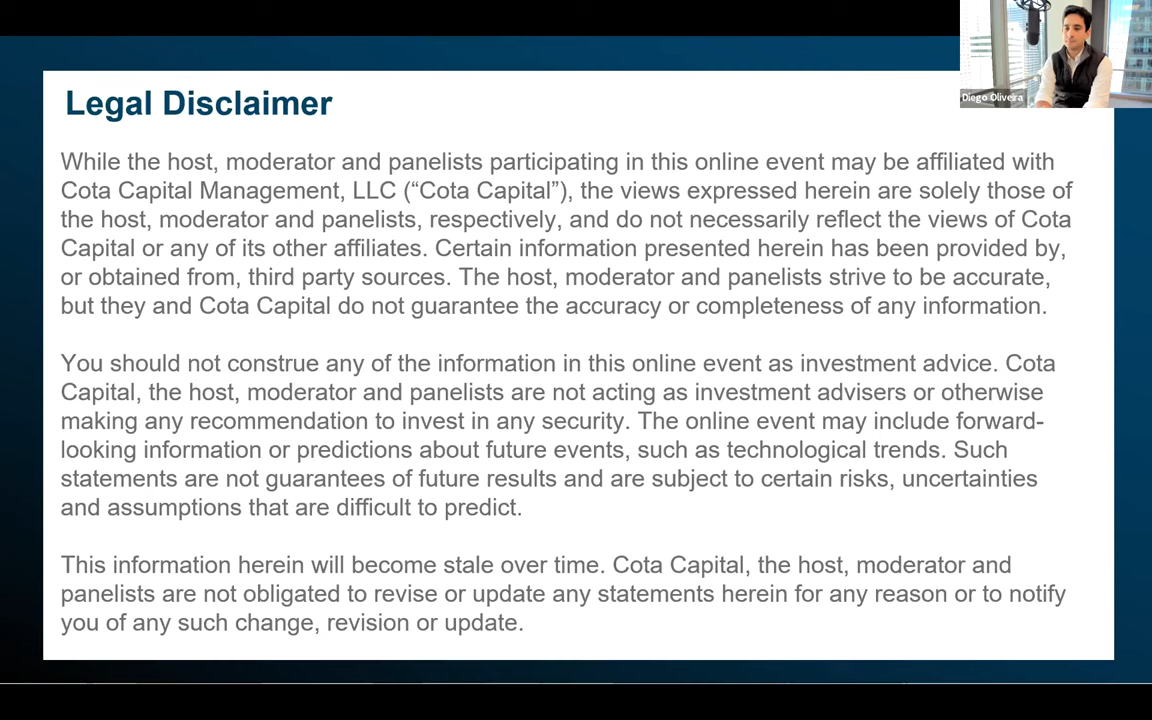 Diego Oliveira
Legal Disclaimer
While the host, moderator and panelists participating in this online event may be affiliated with
Cota Capital Management, LLC (“Cota Capital”), the views expressed herein are solely those of
the host, moderator and panelists, respectively, and do not necessarily reflect the views of Cota
Capital or any of its other affiliates. Certain information presented herein has been provided by,
or obtained from, third party sources. The host, moderator and panelists strive to be accurate,
but they and Cota Capital do not guarantee the accuracy or completeness of any information.
You should not construe any of the information in this online event as investment advice. Cota
Capital, the host, moderator and panelists are not acting as investment advisers or otherwise
making any recommendation to invest in any security. The online event may include forward-
looking information or predictions about future events, such as technological trends. Such
statements are not guarantees of future results and are subject to certain risks, uncertainties
and assumptions that are difficult to predict.
This information herein will become stale over time. Cota Capital, the host, moderator and
panelists are not obligated to revise or update any statements herein for any reason or to notify
you of any such change, revision or update.